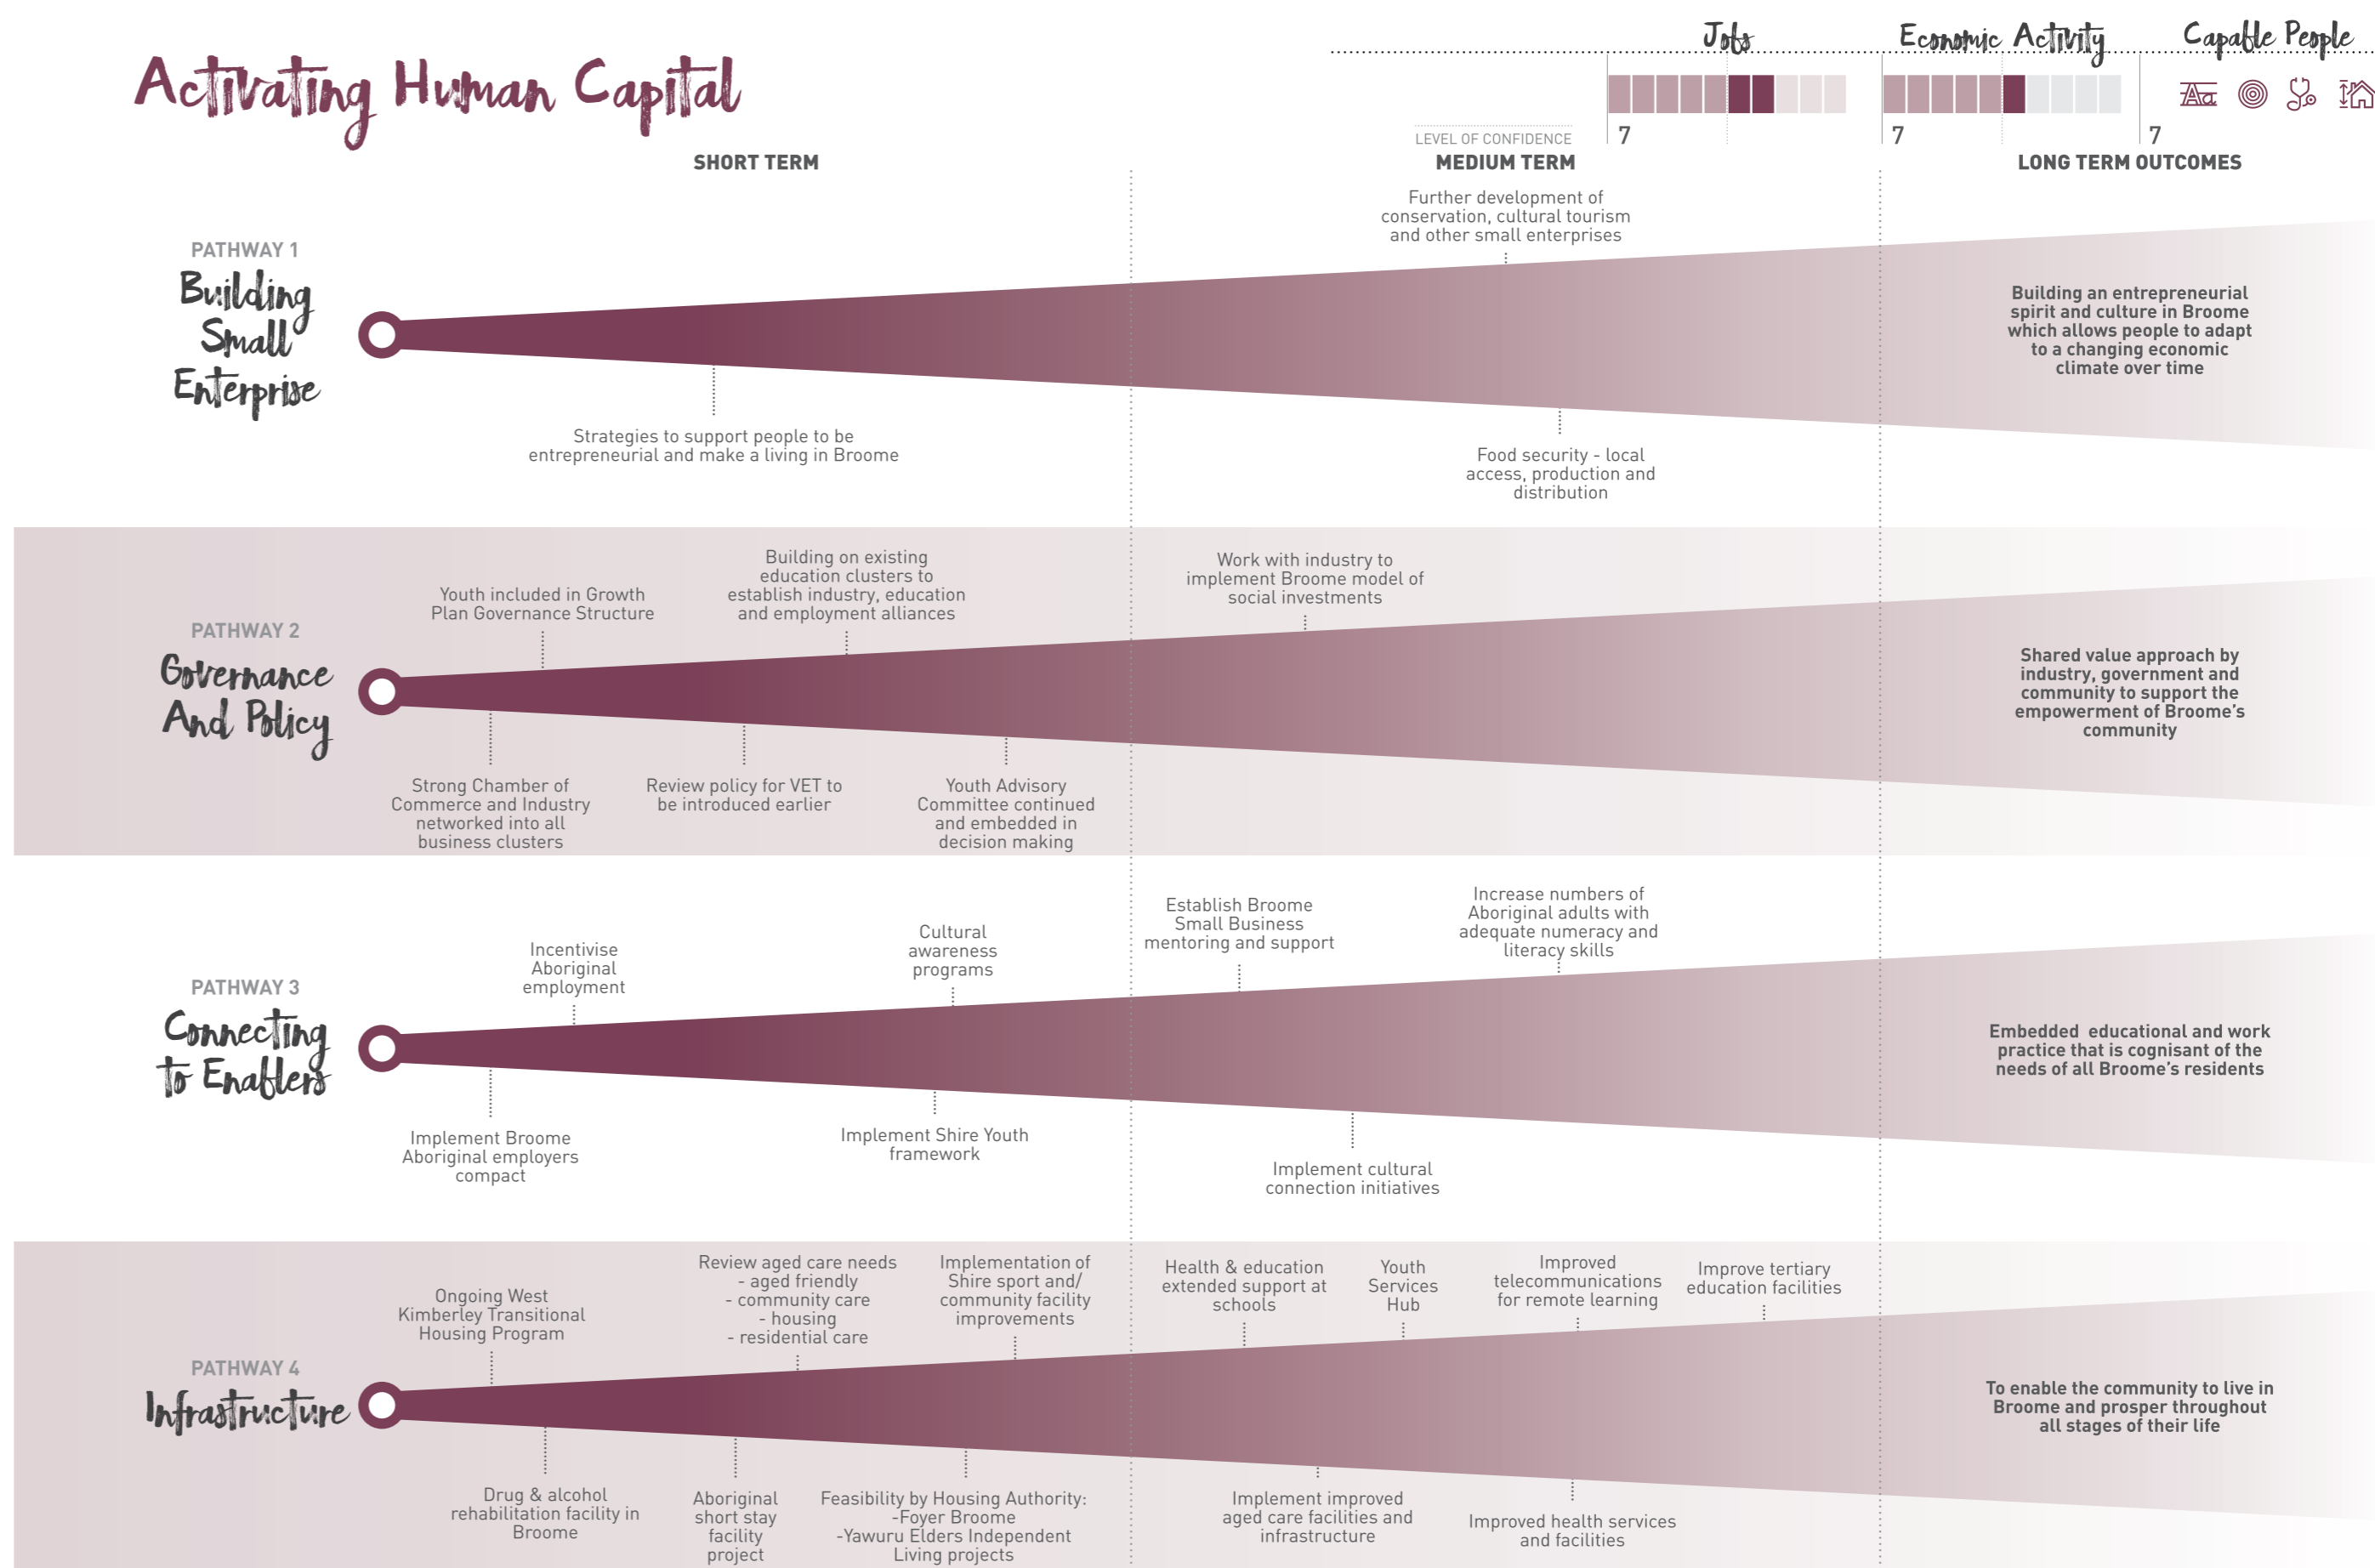 Activating Human Capital
Jobs
Economic Activity
Capable People
Aa
LEVEL OF CONFIDENCE
7
7
7
SHORT TERM
MEDIUM TERM
LONG TERM OUTCOMES
PATHWAY 1
Building
Small
Enterprise
Further development of
conservation, cultural tourism
and other small enterprises
Strategies to support people to be
entrepreneurial and make a living in Broome
Food security - local
access, production and
distribution
Building an entrepreneurial
spirit and culture in Broome
which allows people to adapt
to a changing economic
climate over time
PATHWAY 2
Governance
And Policy
Youth included in Growth
Plan Governance Structure
Building on existing
education clusters to
establish industry, education
and employment alliances
Work with industry to
implement Broome model of
social investments
Strong Chamber of
Commerce and Industry
networked into all
business clusters
Review policy for VET to
be introduced earlier
Youth Advisory
Committee continued
and embedded in
decision making
Shared value approach by
industry, government and
community to support the
empowerment of Broome's
community
PATHWAY 3
Connecting
to Enablers
Incentivise
Aboriginal
employment
Cultural
awareness
programs
Establish Broome
Small Business
mentoring and support
Increase numbers of
Aboriginal adults with
adequate numeracy and
literacy skills
Implement Broome
Aboriginal employers
compact
Implement Shire Youth
framework
Implement cultural
connection initiatives
Embedded educational and work
practice that is cognisant of the
needs of all Broome's residents
PATHWAY 4
Infrastructure
Ongoing West
Kimberley Transitional
Housing Program
Review aged care needs
- aged friendly
- community care
- housing
- residential care
Implementation of
Shire sport and/
community facility
improvements
Health & education
extended support at
schools
Youth
Services
Hub
Improved
telecommunications
for remote learning
Improve tertiary
education facilities
Drug & alcohol
rehabilitation facility in
Broome
Aboriginal
short stay
facility
project
Feasibility by Housing Authority:
-Foyer Broome
-Yawuru Elders Independent
Living projects
Implement improved
aged care facilities and
infrastructure
Improved health services
and facilities
To enable the community to live in
Broome and prosper throughout
all stages of their life